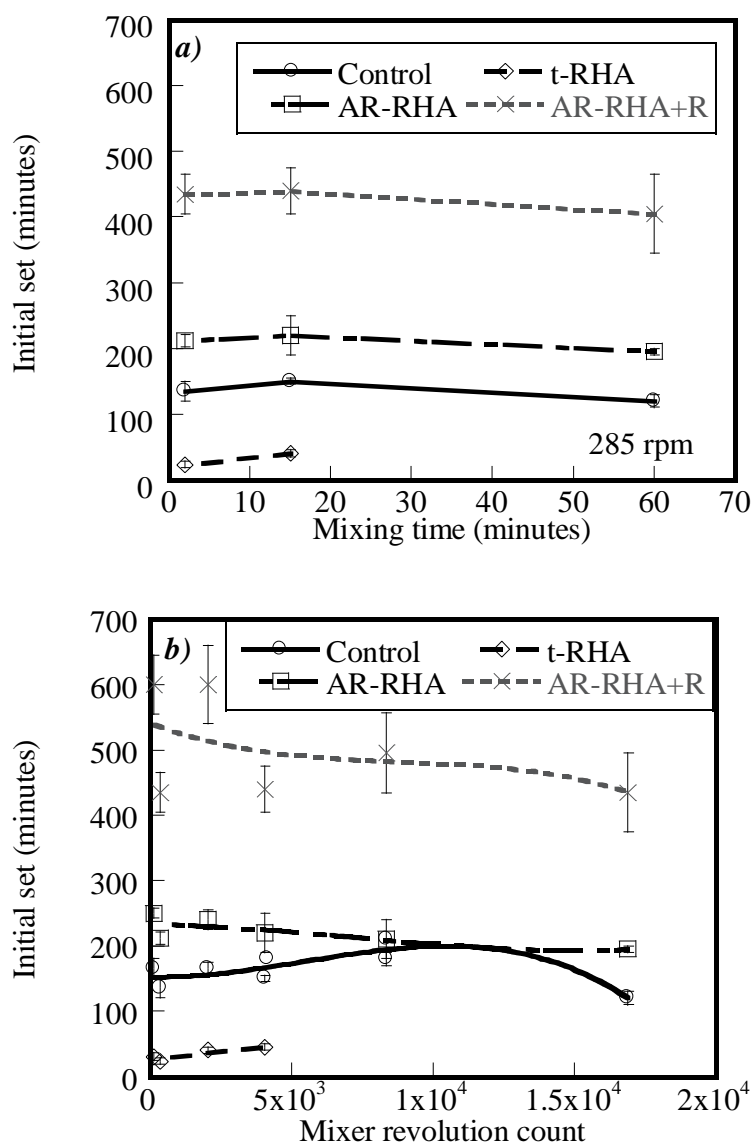 a)
Control
t-RHA
AR-RHA
AR-RHA+R
700
600
500
400
300
200
100
0
Initial set (minutes)
285 rpm
0 10 20 30 40 50 60 70
Mixing time (minutes)
b)
Control
t-RHA
AR-RHA
AR-RHA+R
700
600
500
400
300
200
100
0
Initial set (minutes)
0 5x10³ 1x10⁴ 1.5x10⁴ 2x10⁴
Mixer revolution count